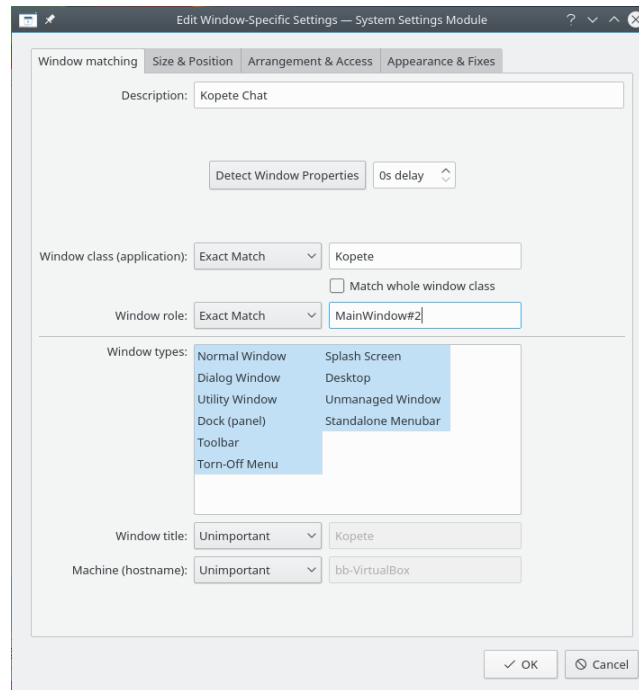 Edit Window-Specific Settings — System Settings Module
Window matching Size & Position Arrangement & Access Appearance & Fixes
Description: Kopete Chat
Detect Window Properties 0s delay
Window class (application): Exact Match Kopete
Match whole window class
Window role: Exact Match MainWindow#2
Window types: Normal Window Splash Screen
Dialog Window Desktop
Utility Window Unmanaged Window
Dock (panel) Standalone Menubar
Toolbar
Torn-Off Menu
Window title: Unimportant Kopete
Machine (hostname): Unimportant bb-VirtualBox
OK Cancel